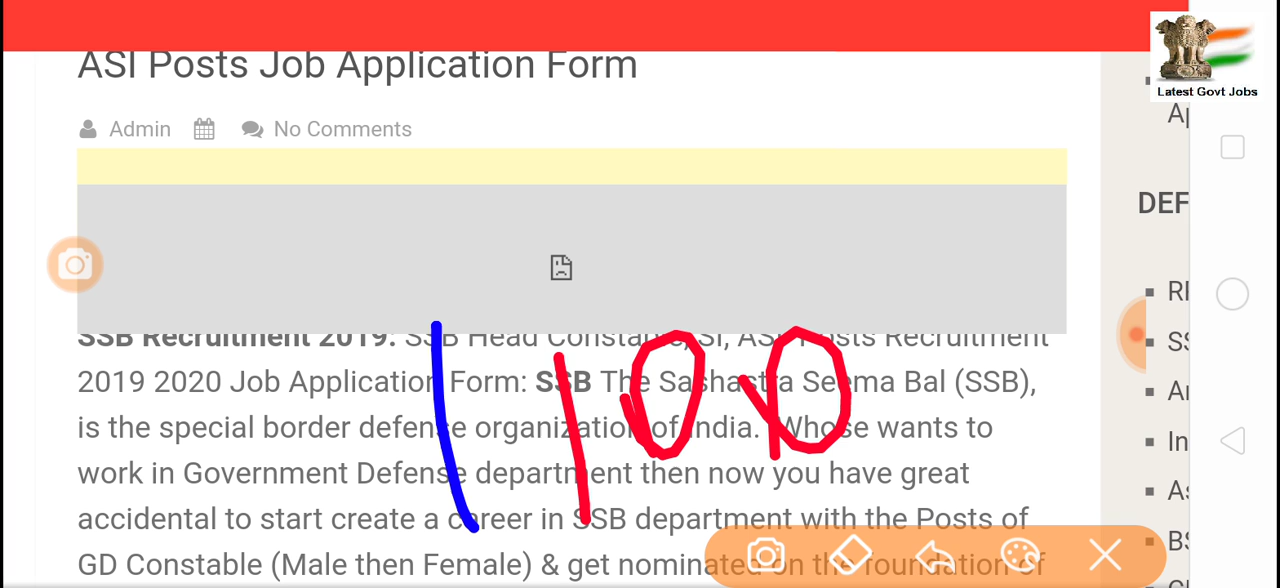 ASI Posts Job Application Form
Latest Govt Jobs
Admin No Comments
DEF
SSB Recruitment 2019: SSB Head Constable, SI, ASI Posts Recruitment
2019 2020 Job Application Form: SSB The Sashastra Seema Bal (SSB),
is the special border defense organization of India. Whose wants to
work in Government Defense department then now you have great
accidental to start create a career in SSB department with the Posts of
GD Constable (Male then Female) & get nominated on the foundation of
1100